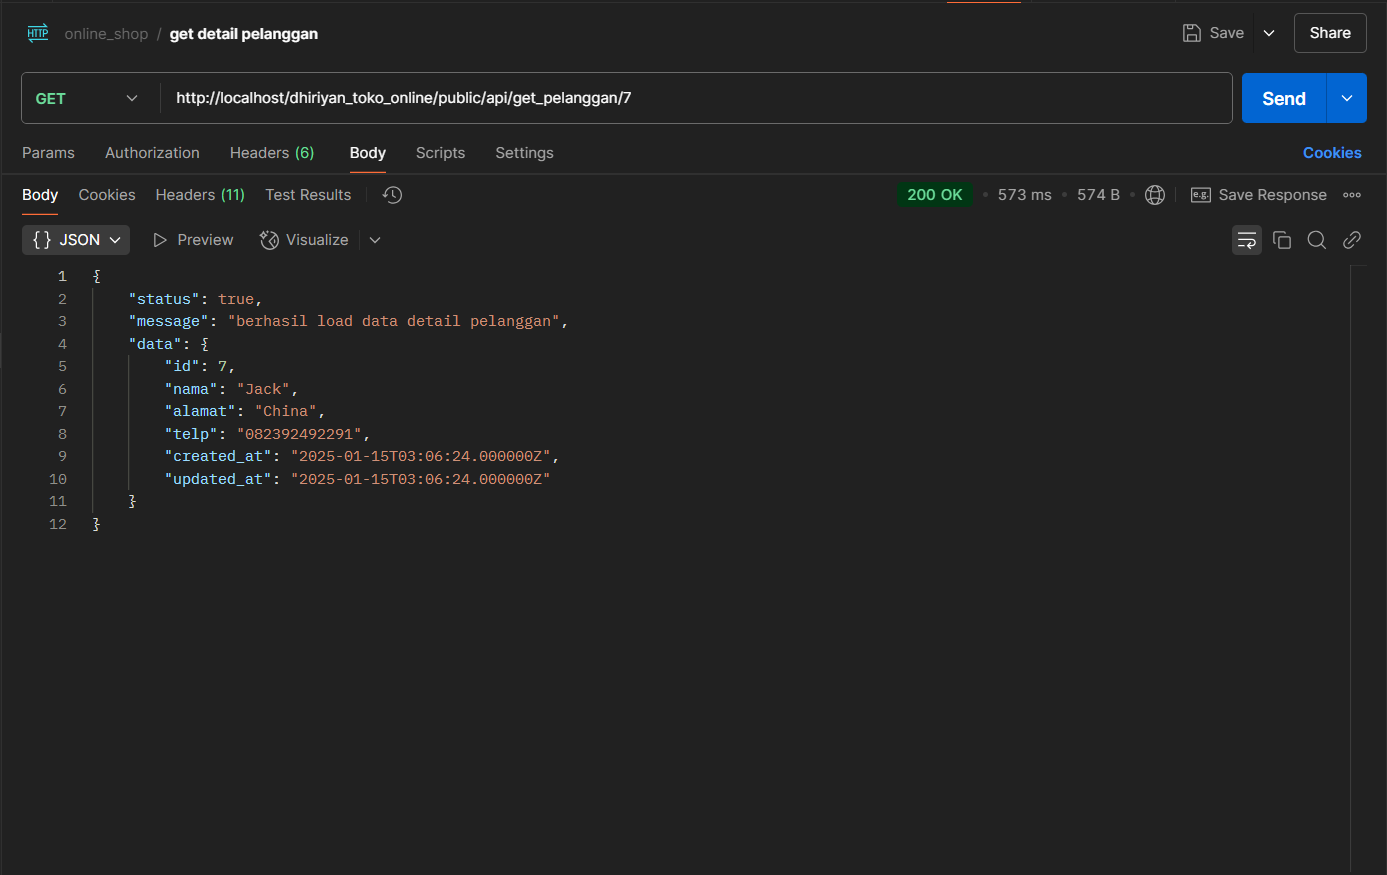 HTTP online_shop / get detail pelanggan Save Share
GET http://localhost/dhiriyan_toko_online/public/api/get_pelanggan/7 Send
Params Authorization Headers (6) Body Scripts Settings Cookies
Body Cookies Headers (11) Test Results 200 OK • 573 ms • 574 B • e.g. Save Response
{} JSON Preview Visualize
1 {
2 "status": true,
3 "message": "berhasil load data detail pelanggan",
4 "data": {
5 "id": 7,
6 "nama": "Jack",
7 "alamat": "China",
8 "telp": "082392492291",
9 "created_at": "2025-01-15T03:06:24.000000Z",
10 "updated_at": "2025-01-15T03:06:24.000000Z"
11 }
12 }